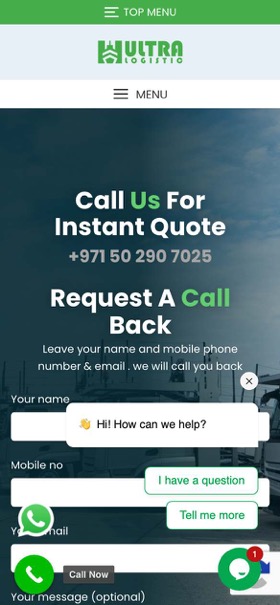 TOP MENU
ULTRA
LOGISTIC
MENU
Call Us For
Instant Quote
+971 50 290 7025
Request A Call
Back
Leave your name and mobile phone
number & email . we will call you back
Your name
👋 Hi! How can we help?
Mobile no
I have a question
Tell me more
Call Now
1
Your message (optional)